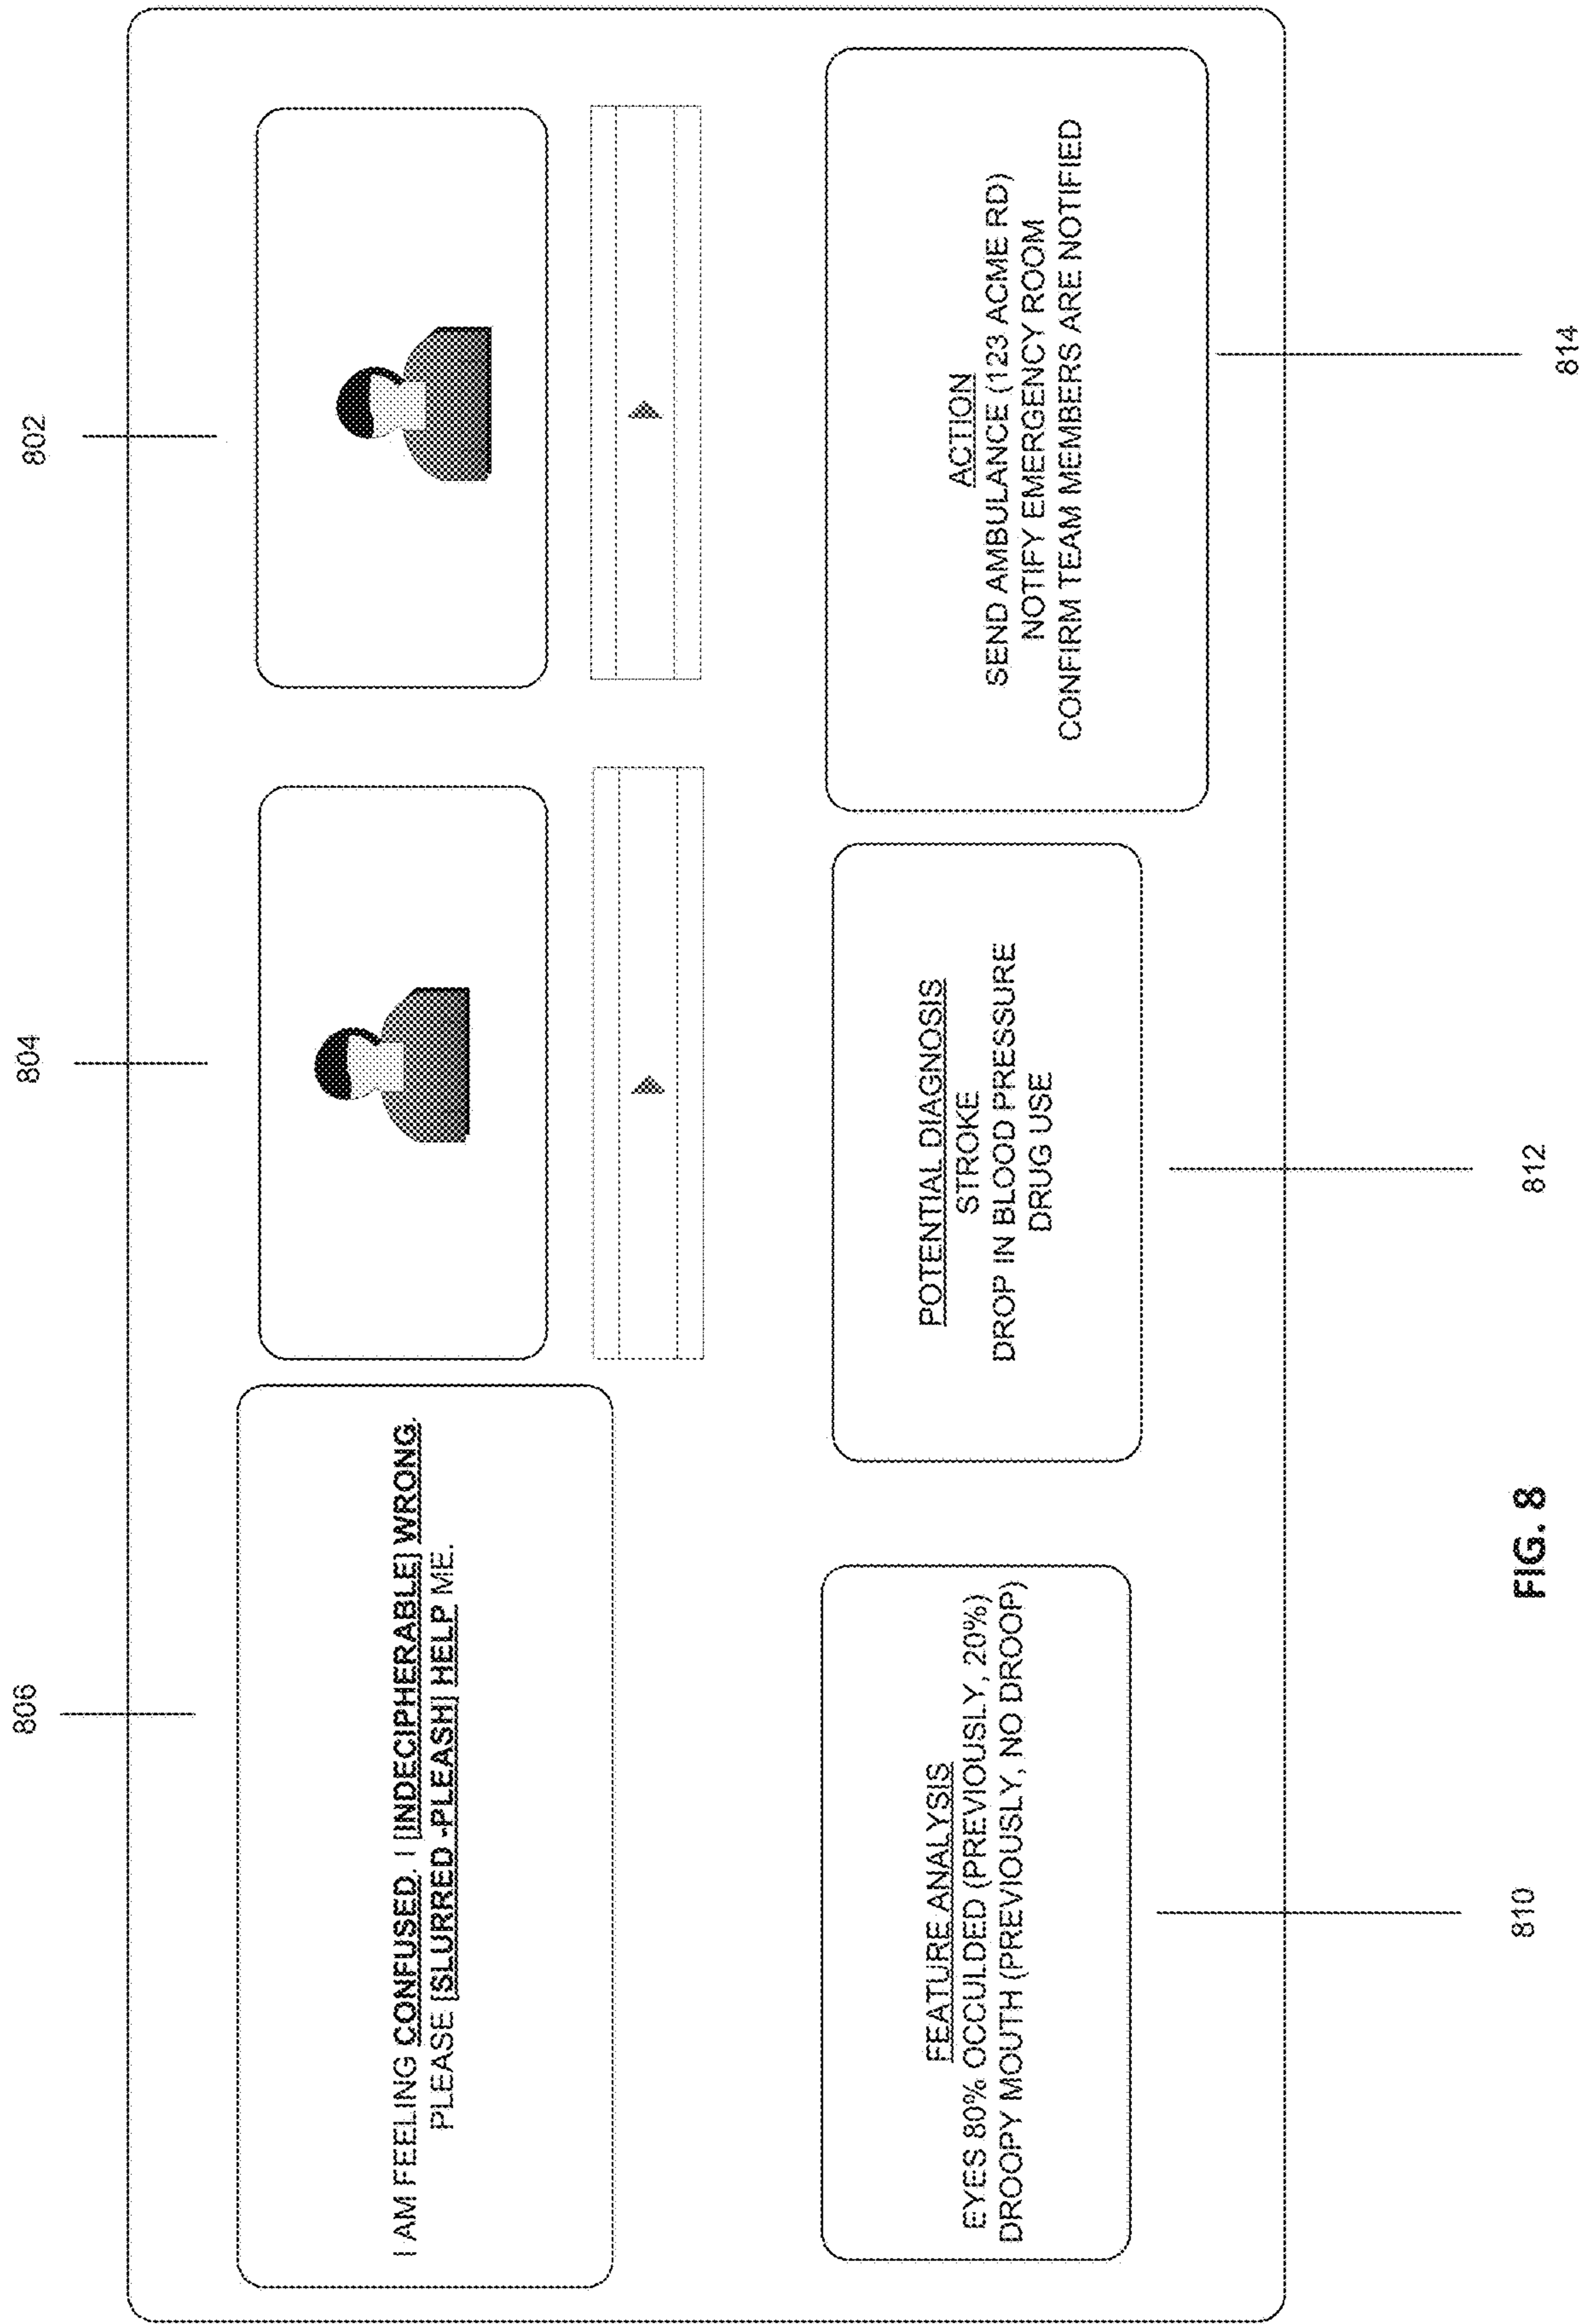 806
804
802
I AM FEELING CONFUSED. I [INDECIPHERABLE] WRONG.
PLEASE [SLURRED -PLEASH] HELP ME.
FEATURE ANALYSIS
EYES 80% OCCULDED (PREVIOUSLY, 20%)
DROOPY MOUTH (PREVIOUSLY, NO DROOP)
POTENTIAL DIAGNOSIS
STROKE
DROP IN BLOOD PRESSURE
DRUG USE
ACTION
SEND AMBULANCE (123 ACME RD)
NOTIFY EMERGENCY ROOM
CONFIRM TEAM MEMBERS ARE NOTIFIED
810
812
814
FIG. 8